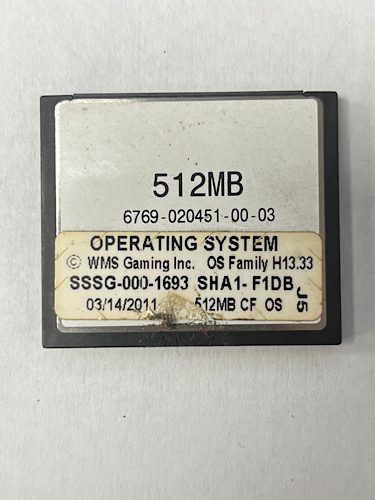 512MB
6769-020451-00-03
OPERATING SYSTEM
© WMS Gaming Inc. OS Family H13.33
SSSG-000-1693 SHA1- F1DB
03/14/2011 512MB CF OS
J5